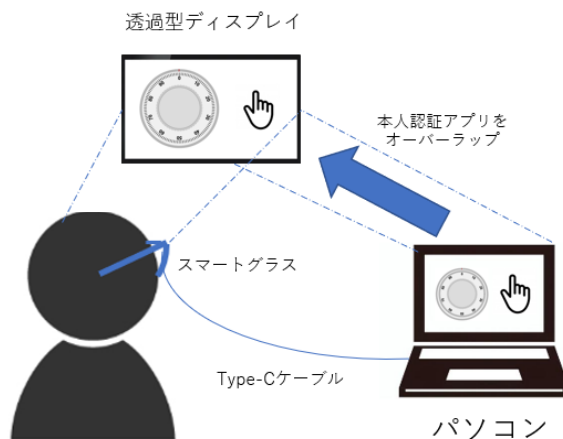 透過型ディスプレイ
本人認証アプリを
オーバーラップ
スマートグラス
Type-Cケーブル
パソコン